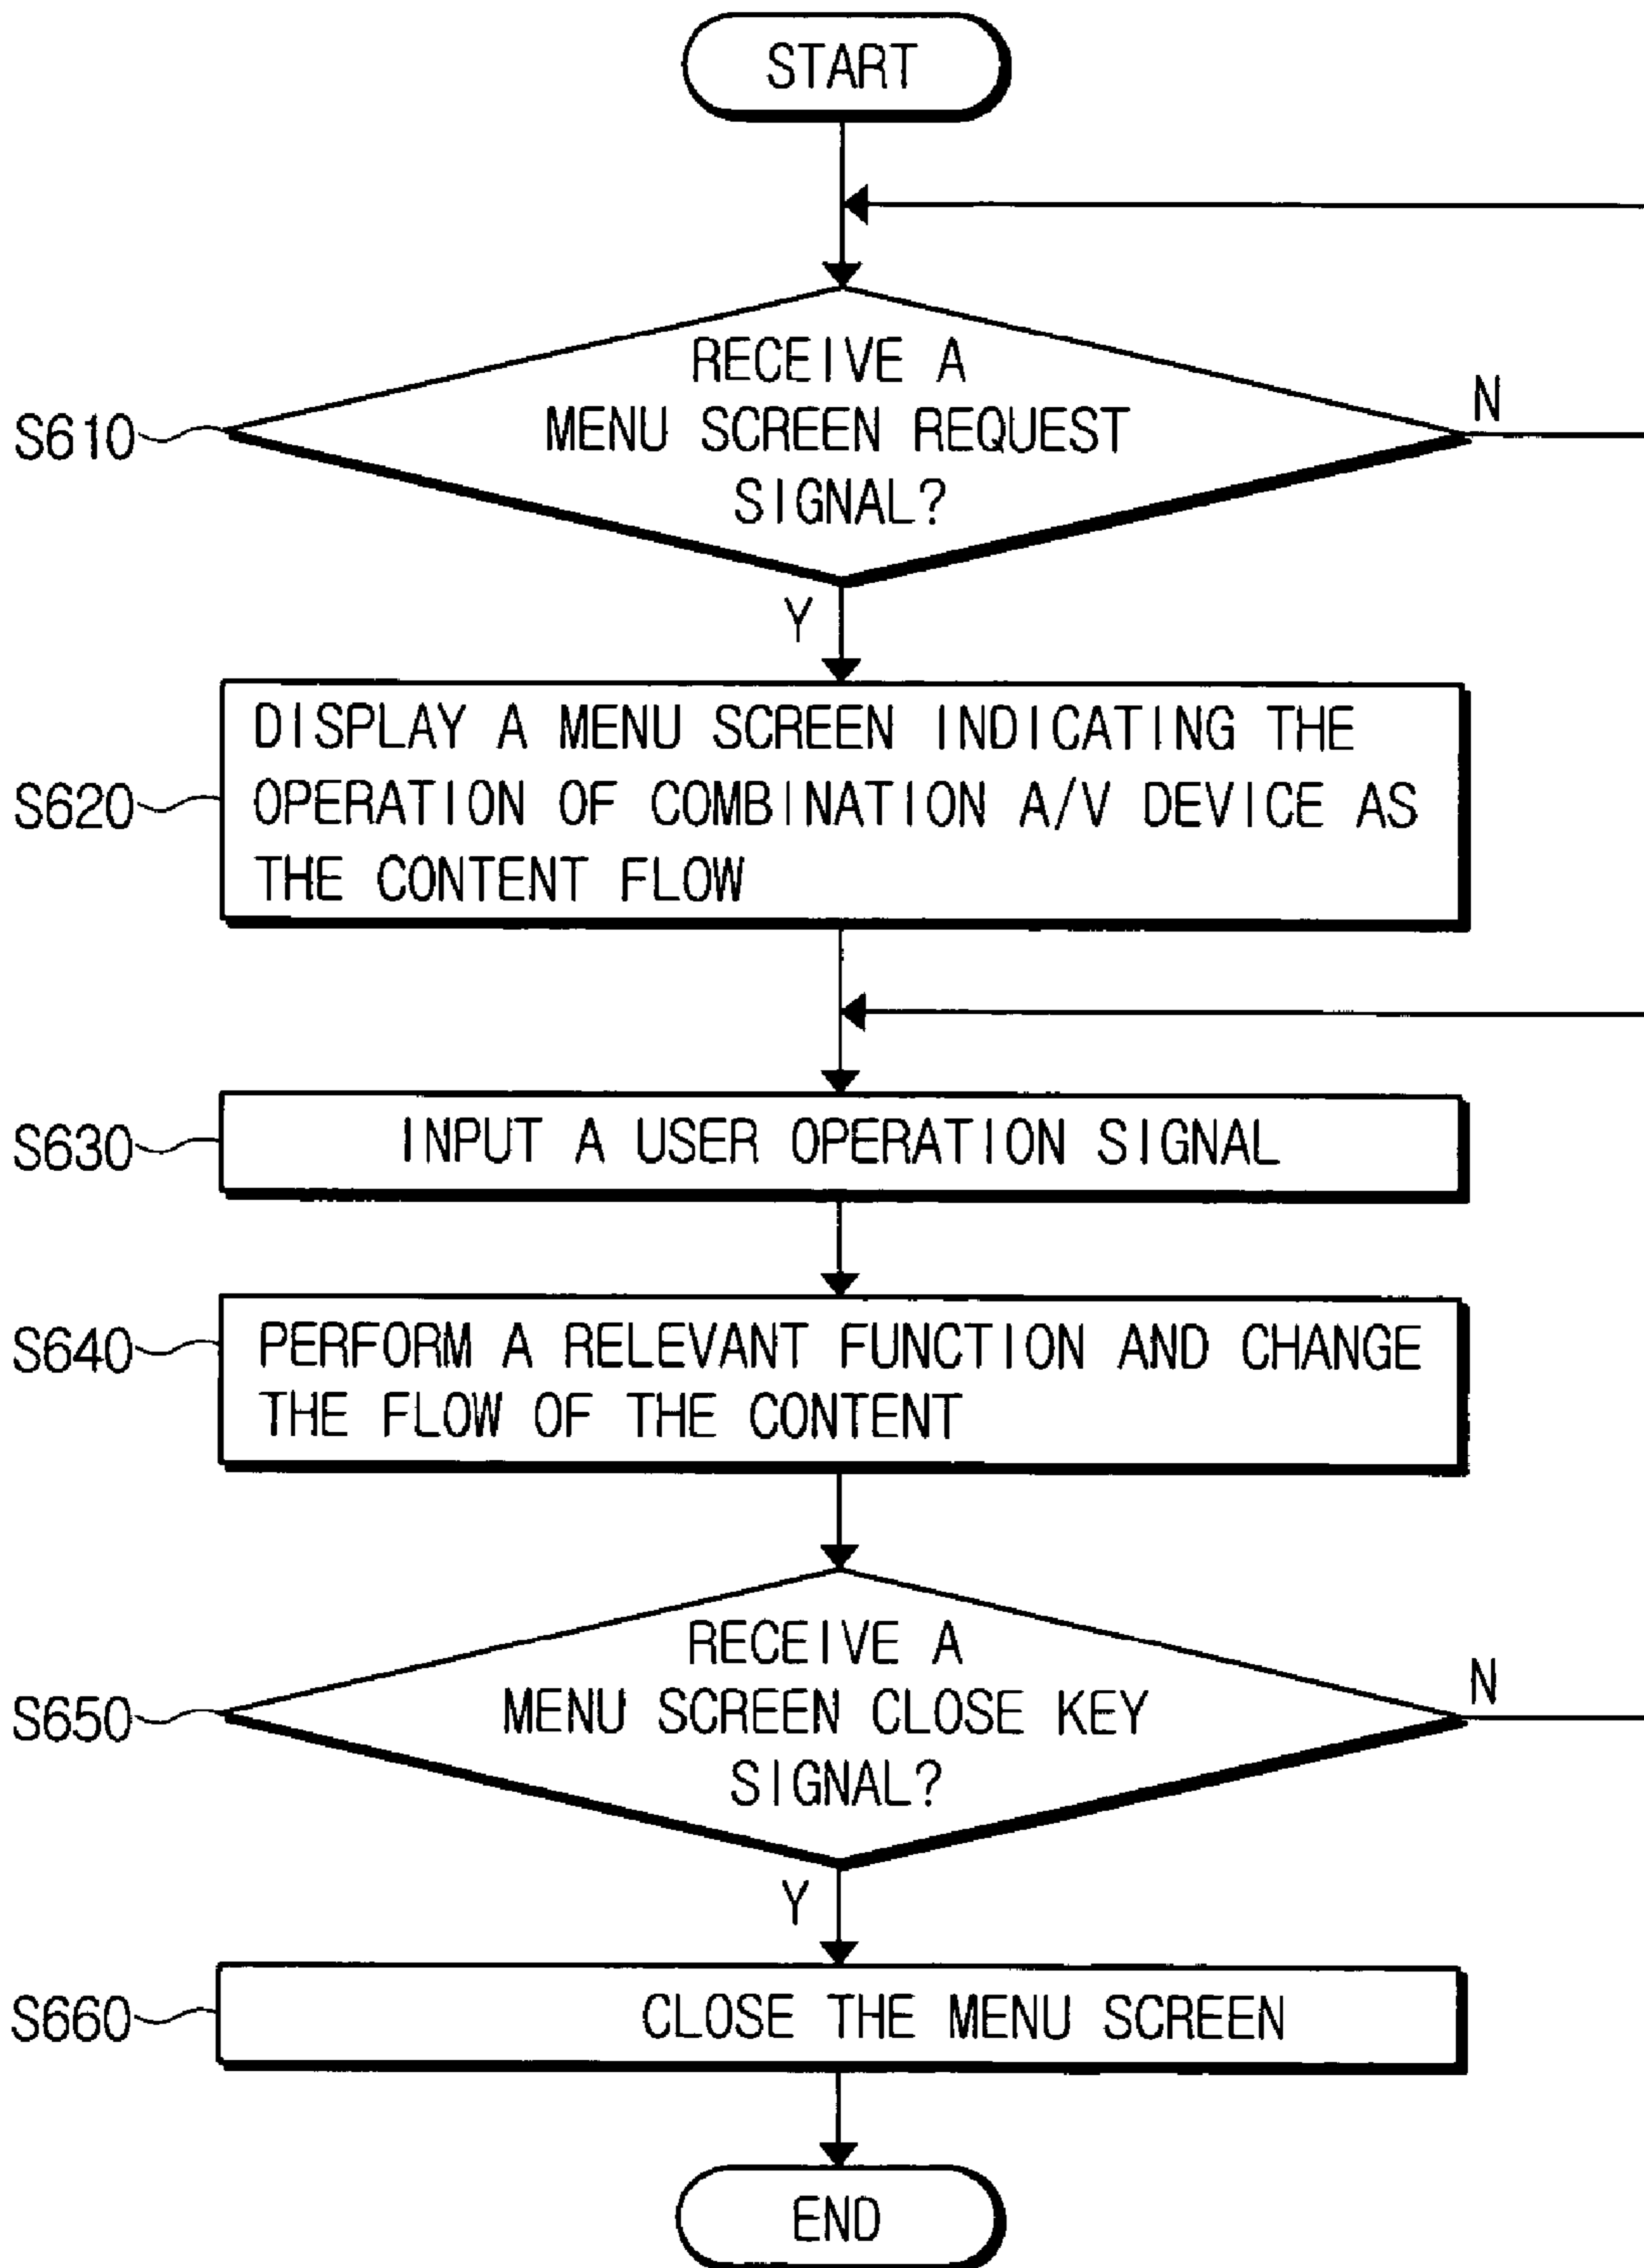 START
RECEIVE A
MENU SCREEN REQUEST
SIGNAL?
N
S610
Y
DISPLAY A MENU SCREEN INDICATING THE
OPERATION OF COMBINATION A/V DEVICE AS
THE CONTENT FLOW
S620
INPUT A USER OPERATION SIGNAL
S630
PERFORM A RELEVANT FUNCTION AND CHANGE
THE FLOW OF THE CONTENT
S640
RECEIVE A
MENU SCREEN CLOSE KEY
SIGNAL?
N
S650
Y
CLOSE THE MENU SCREEN
S660
END